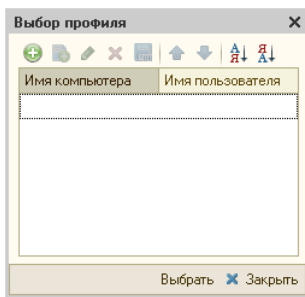 Выбор профиля
Имя компьютера Имя пользователя
Выбрать Закрыть